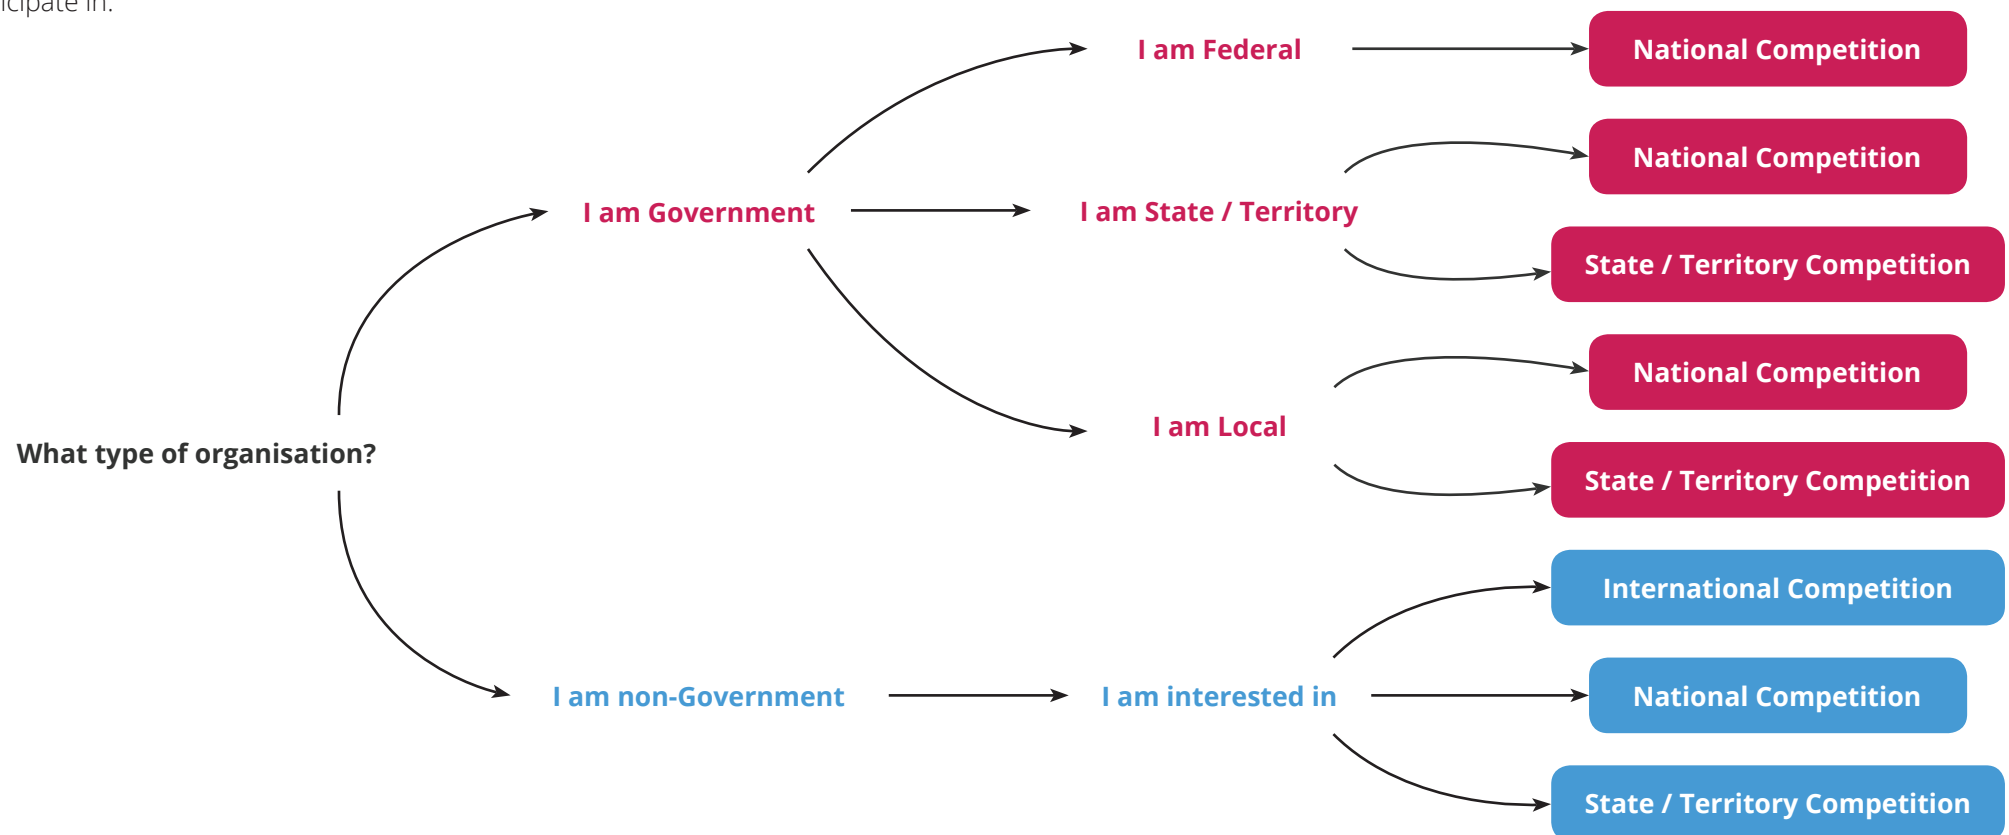 in.
I am Federal
National Competition
National Competition
I am Government
I am State / Territory
State / Territory Competition
National Competition
I am Local
What type of organisation?
State / Territory Competition
International Competition
I am non-Government
I am interested in
National Competition
State / Territory Competition